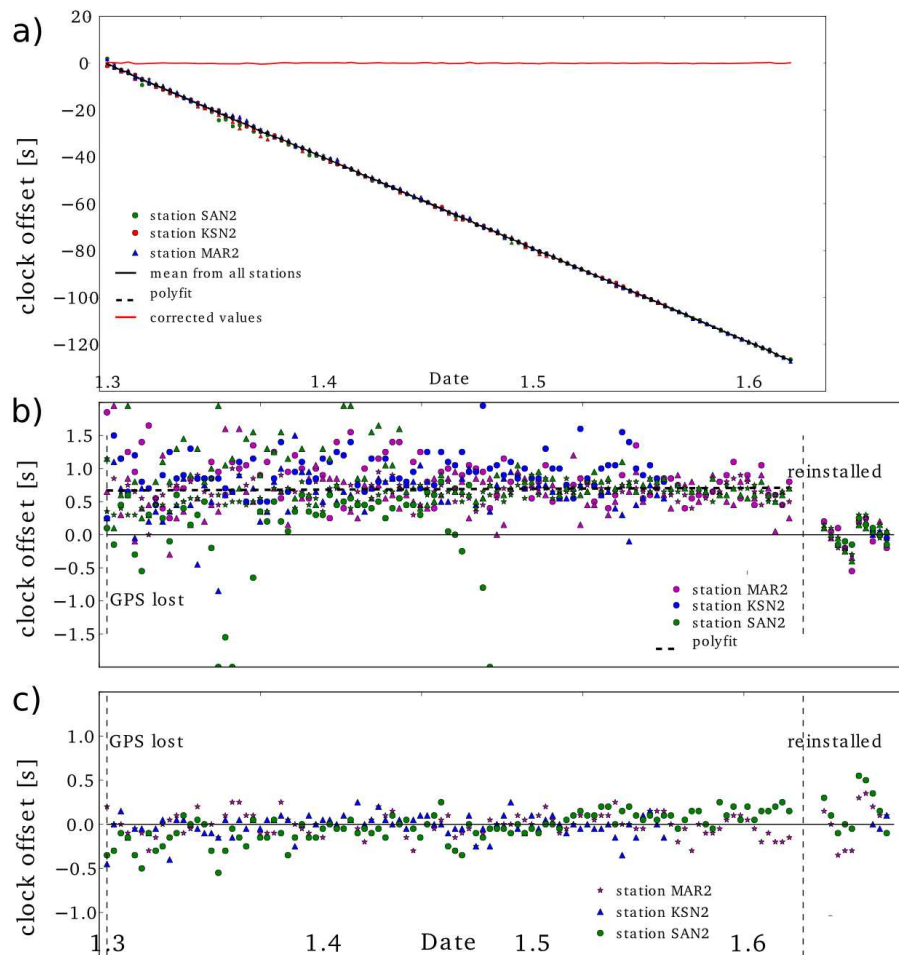 a)
20
0
−20
−40
−60
−80
−100
−120
clock offset [s]
station SAN2
station KSN2
station MAR2
mean from all stations
polyfit
corrected values
1.3
1.4
Date
1.5
1.6
b)
1.5
1.0
0.5
0.0
−0.5
−1.0
−1.5
clock offset [s]
GPS lost
reinstalled
station MAR2
station KSN2
station SAN2
polyfit
c)
1.0
0.5
0.0
−0.5
−1.0
clock offset [s]
GPS lost
reinstalled
station MAR2
station KSN2
station SAN2
1.3
1.4
Date
1.5
1.6